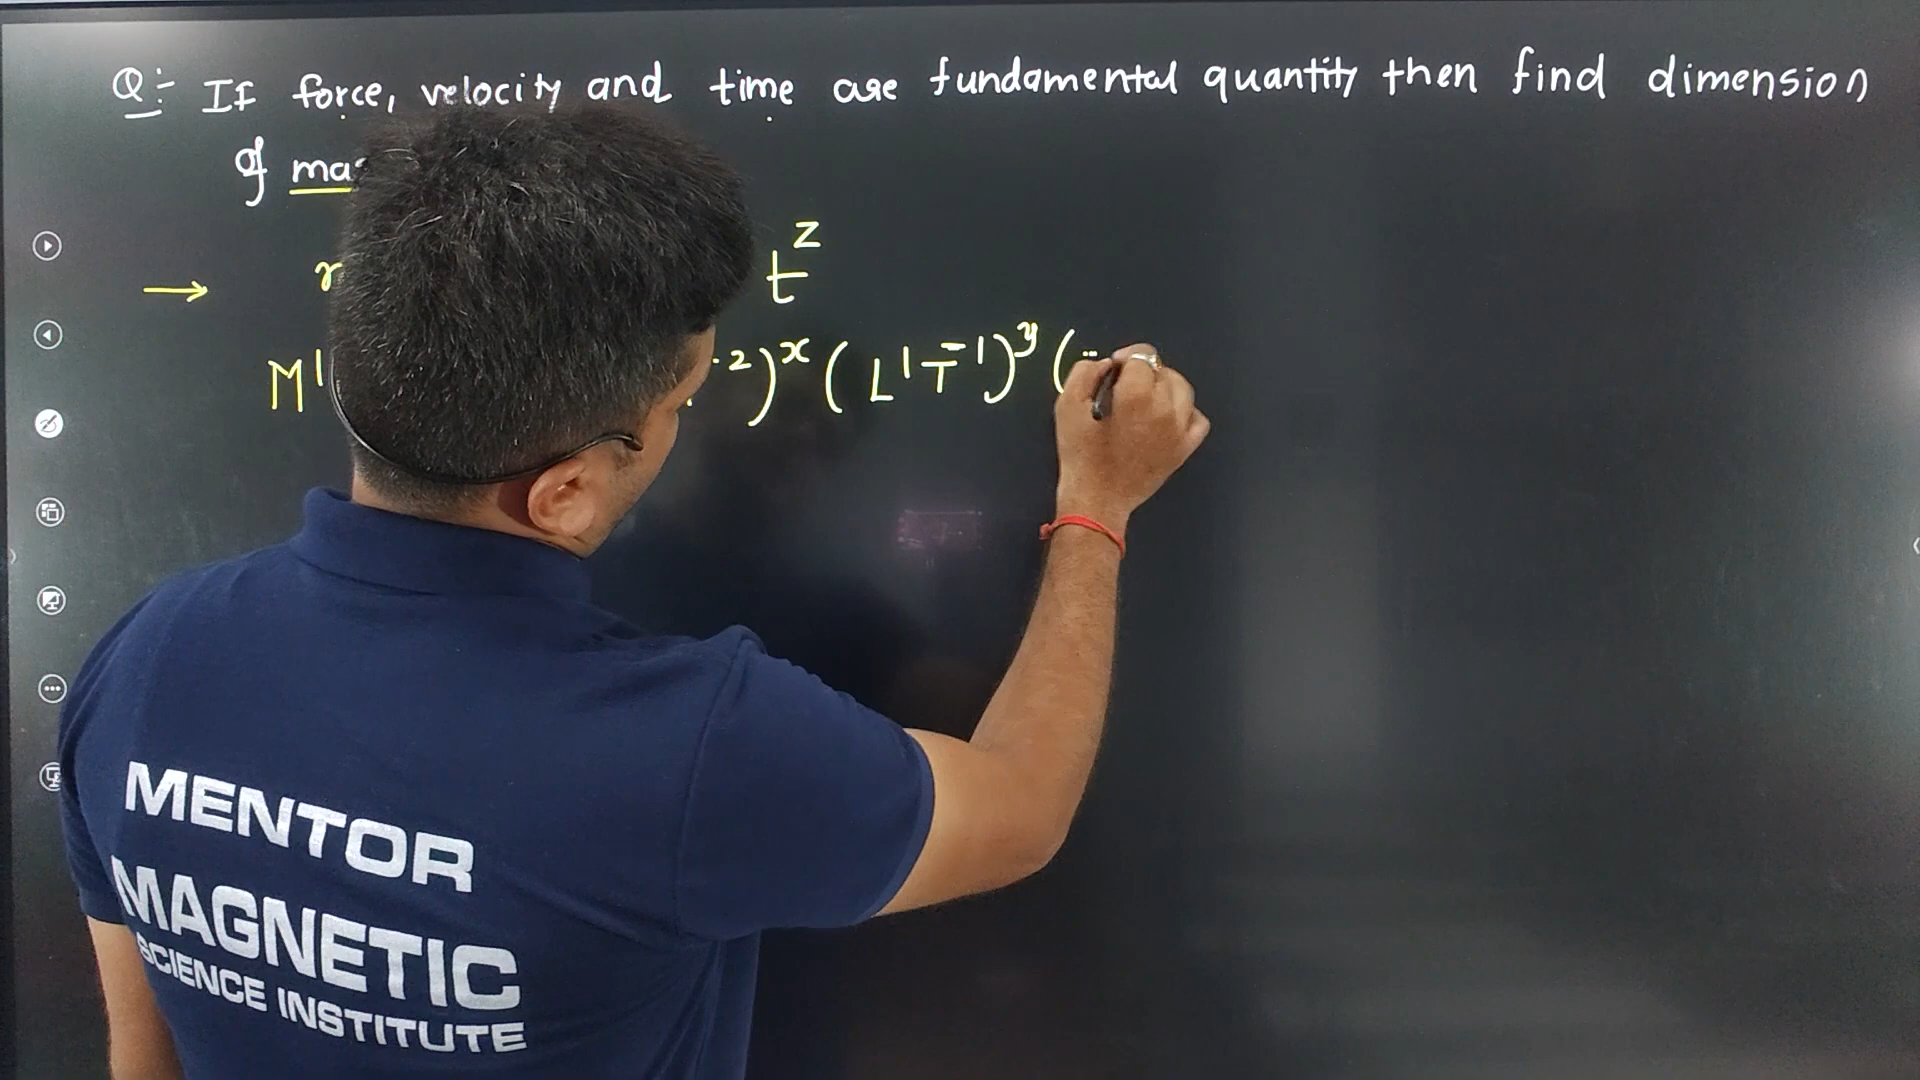 Q:- If force, velocity and time are fundamental quantity then find dimension
of
→ t^z
M^1 -2)^x (L^1 T^-1)^y (
MENTOR
MAGNETIC
SCIENCE INSTITUTE